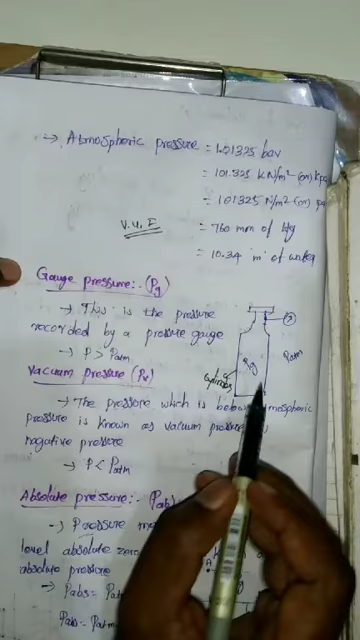 → Atmospheric pressure = 1.01325 bar
= 101.325 KN/m² (or) Kpa
= 101325 N/m² (or) pa
V.V.I
= 760 mm of Hg
= 10.34 'm' of water
Gauge pressure:- (Pg)
→ This is the pressure
recorded by a pressure gauge
→ P > Patm
Cylinder
Patm
Vacuum pressure (Pv)
→ The pressure which is below atmospheric
pressure is known as vacuum pressure
negative pressure
→ P < Patm
Absolute pressure:- (Pabs)
→ Pressure
level absolute zero
absolute pressure
→ Pabs =
Pabs = Patm